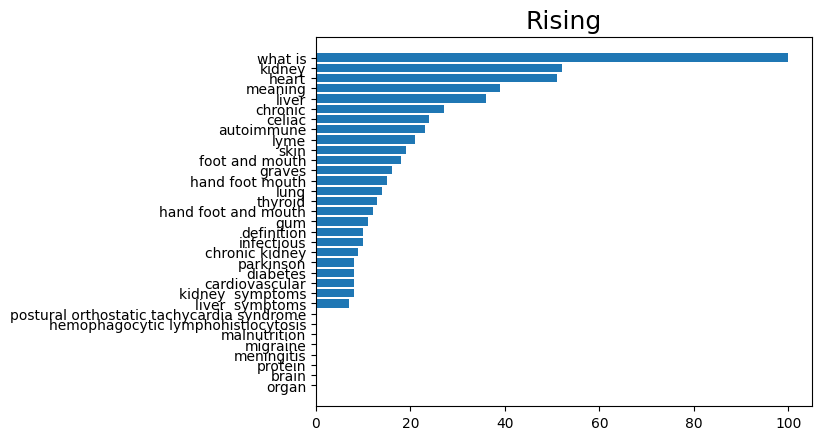 Rising
what is
kidney
heart
meaning
liver
chronic
celiac
autoimmune
lyme
skin
foot and mouth
graves
hand foot mouth
lung
thyroid
hand foot and mouth
gum
definition
infectious
chronic kidney
parkinson
diabetes
cardiovascular
kidney  symptoms
liver  symptoms
postural orthostatic tachycardia syndrome
hemophagocytic lymphohistiocytosis
malnutrition
migraine
meningitis
protein
brain
organ
0 20 40 60 80 100